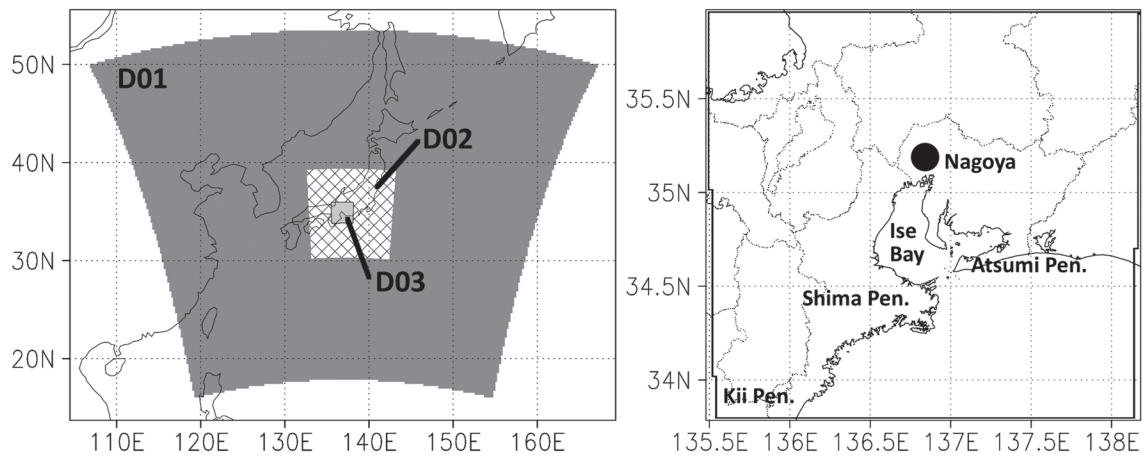 50N
40N
30N
20N
110E
120E
130E
140E
150E
160E
D01
D02
D03
35.5N
35N
34.5N
34N
135.5E
136E
136.5E
137E
137.5E
138E
Nagoya
Ise
Bay
Atsumi Pen.
Shima Pen.
Kii Pen.